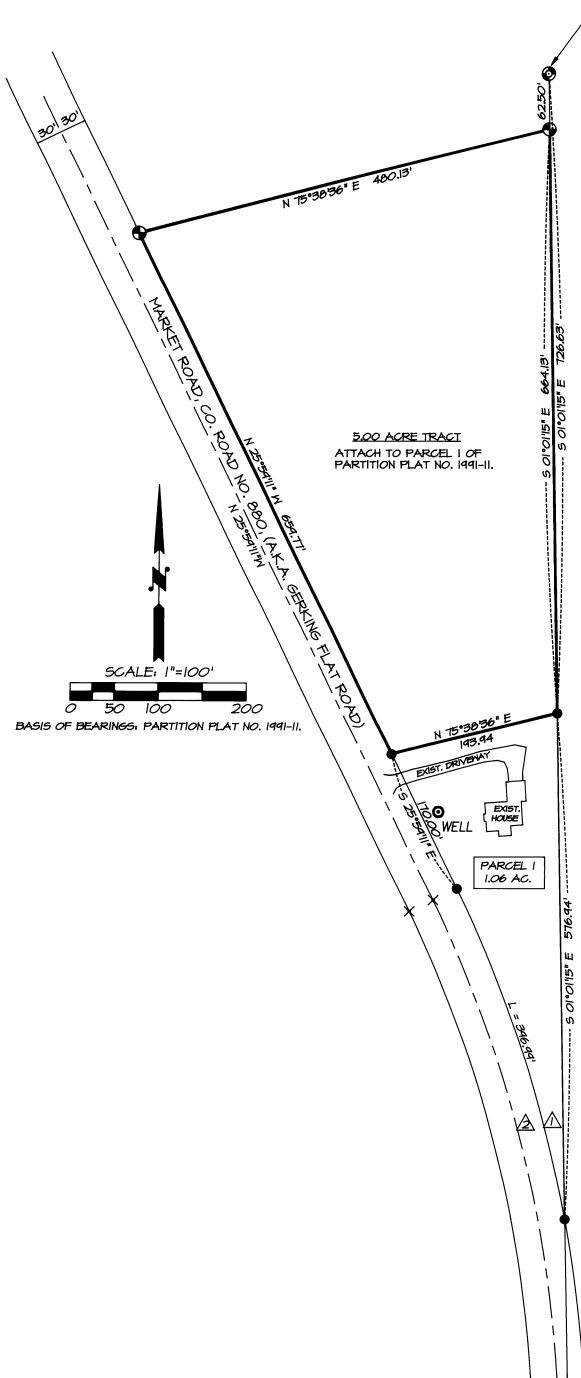 62.50'
30' 30'
N 75°38'36" E 480.13'
MARKET ROAD, CO. ROAD NO. 880, (A.K.A. GERKING FLAT ROAD)
N 25°54'11" W 654.77'
N 25°54'11" W
S 01°01'15" E 664.13'
S 01°01'15" E 726.63'
5.00 ACRE TRACT
ATTACH TO PARCEL 1 OF
PARTITION PLAT NO. 1991-11.
N
SCALE: 1"=100'
0 50 100 200
BASIS OF BEARINGS: PARTITION PLAT NO. 1991-11.
N 75°38'36" E
193.94
EXIST. DRIVEWAY
S 25°54'11" E
170.00'
WELL
EXIST.
HOUSE
PARCEL 1
1.06 AC.
S 01°01'15" E 576.94'
L = 346.99'
2
1